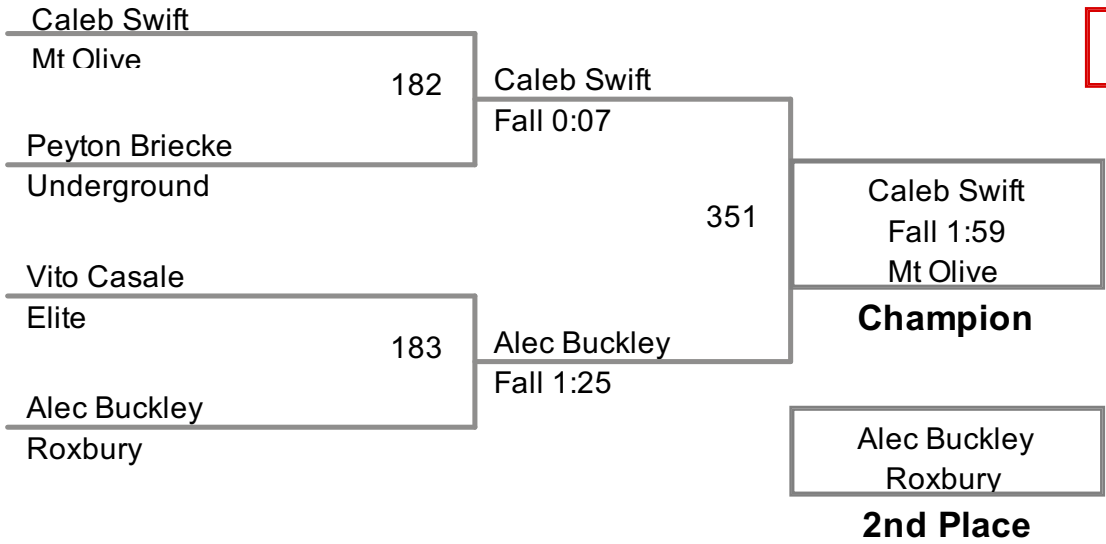 Caleb Swift
Mt Olive
182
Peyton Briecke
Underground
Caleb Swift
Fall 0:07
Vito Casale
Elite
183
Alec Buckley
Roxbury
Alec Buckley
Fall 1:25
351
Caleb Swift
Fall 1:59
Mt Olive
Champion
Alec Buckley
Roxbury
2nd Place